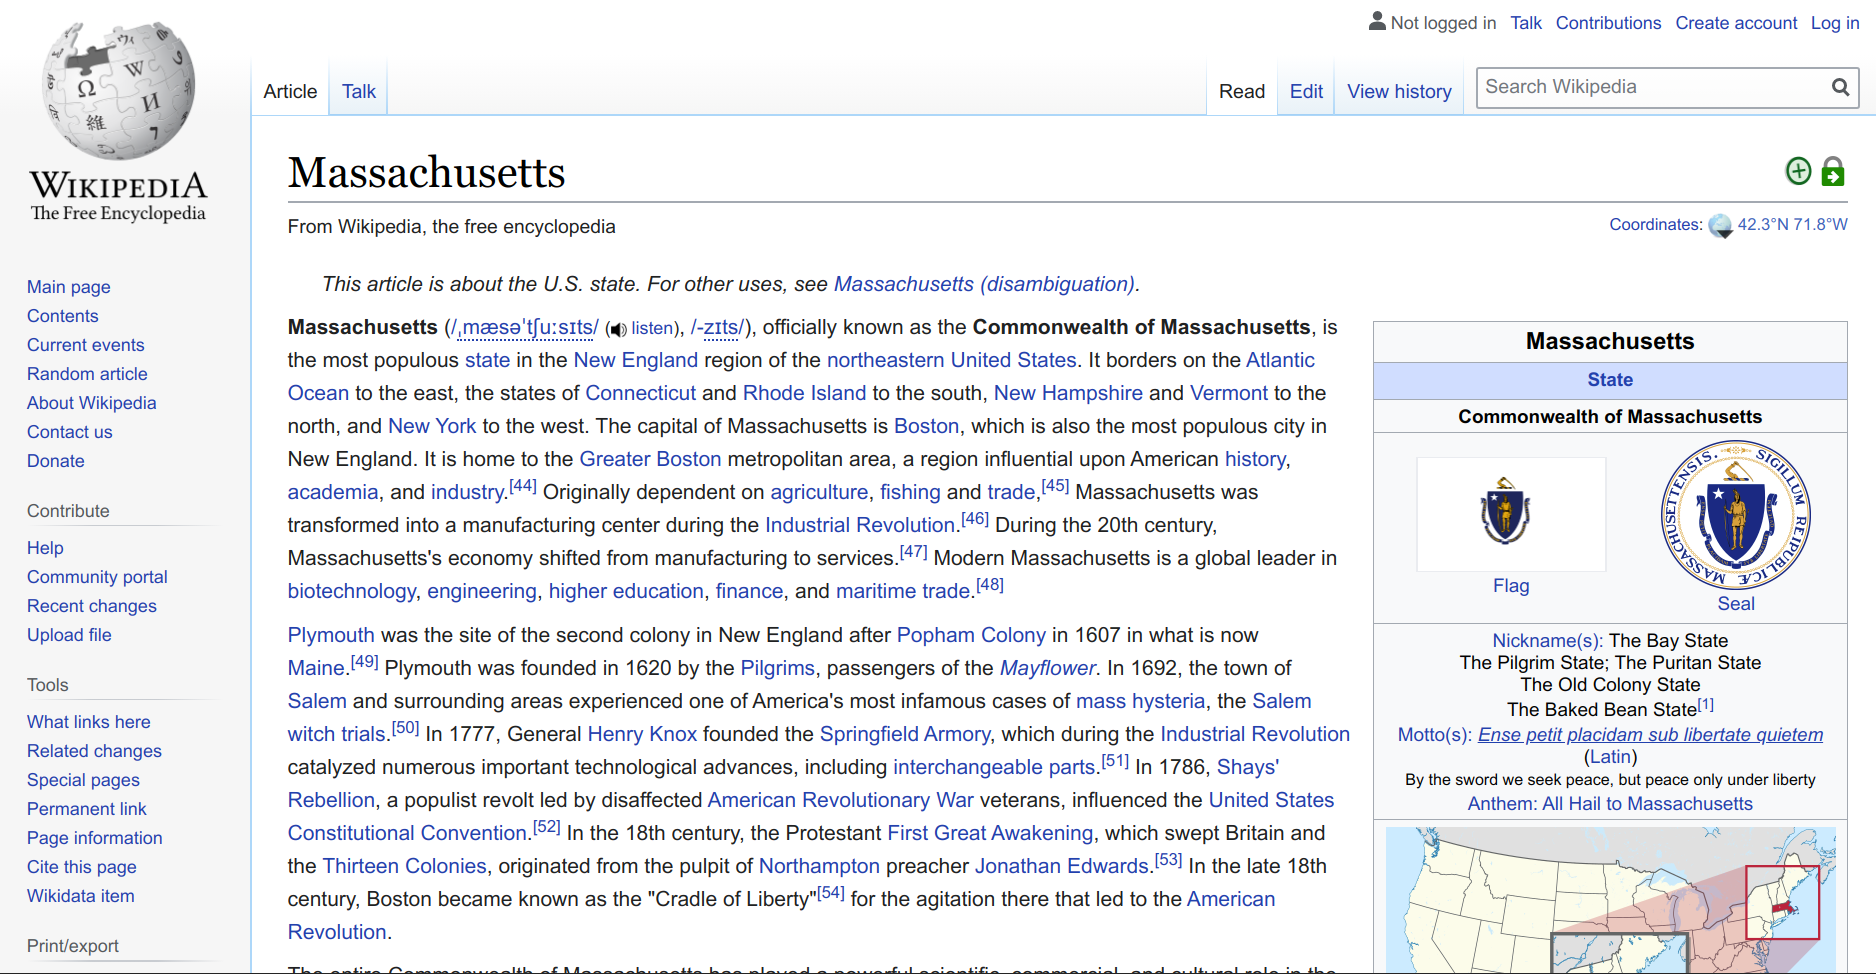 Not logged in Talk Contributions Create account Log in
Article Talk Read Edit View history Search Wikipedia
WIKIPEDIA
The Free Encyclopedia
Main page
Contents
Current events
Random article
About Wikipedia
Contact us
Donate
Contribute
Help
Community portal
Recent changes
Upload file
Tools
What links here
Related changes
Special pages
Permanent link
Page information
Cite this page
Wikidata item
Print/export
Massachusetts
From Wikipedia, the free encyclopedia
Coordinates: 42.3°N 71.8°W
This article is about the U.S. state. For other uses, see Massachusetts (disambiguation).
Massachusetts (/ˌmæsəˈtʃuːsɪts/ (listen), /-zɪts/), officially known as the Commonwealth of Massachusetts, is
the most populous state in the New England region of the northeastern United States. It borders on the Atlantic
Ocean to the east, the states of Connecticut and Rhode Island to the south, New Hampshire and Vermont to the
north, and New York to the west. The capital of Massachusetts is Boston, which is also the most populous city in
New England. It is home to the Greater Boston metropolitan area, a region influential upon American history,
academia, and industry.[44] Originally dependent on agriculture, fishing and trade,[45] Massachusetts was
transformed into a manufacturing center during the Industrial Revolution.[46] During the 20th century,
Massachusetts's economy shifted from manufacturing to services.[47] Modern Massachusetts is a global leader in
biotechnology, engineering, higher education, finance, and maritime trade.[48]
Plymouth was the site of the second colony in New England after Popham Colony in 1607 in what is now
Maine.[49] Plymouth was founded in 1620 by the Pilgrims, passengers of the Mayflower. In 1692, the town of
Salem and surrounding areas experienced one of America's most infamous cases of mass hysteria, the Salem
witch trials.[50] In 1777, General Henry Knox founded the Springfield Armory, which during the Industrial Revolution
catalyzed numerous important technological advances, including interchangeable parts.[51] In 1786, Shays'
Rebellion, a populist revolt led by disaffected American Revolutionary War veterans, influenced the United States
Constitutional Convention.[52] In the 18th century, the Protestant First Great Awakening, which swept Britain and
the Thirteen Colonies, originated from the pulpit of Northampton preacher Jonathan Edwards.[53] In the late 18th
century, Boston became known as the "Cradle of Liberty"[54] for the agitation there that led to the American
Revolution.
The entire Commonwealth of Massachusetts has played a powerful scientific, commercial, and cultural role in the
Massachusetts
State
Commonwealth of Massachusetts
SIGILLUM REIPUBLICÆ MASSACHUSETTENSIS.
Flag
Seal
Nickname(s): The Bay State
The Pilgrim State; The Puritan State
The Old Colony State
The Baked Bean State[1]
Motto(s): Ense petit placidam sub libertate quietem
(Latin)
By the sword we seek peace, but peace only under liberty
Anthem: All Hail to Massachusetts